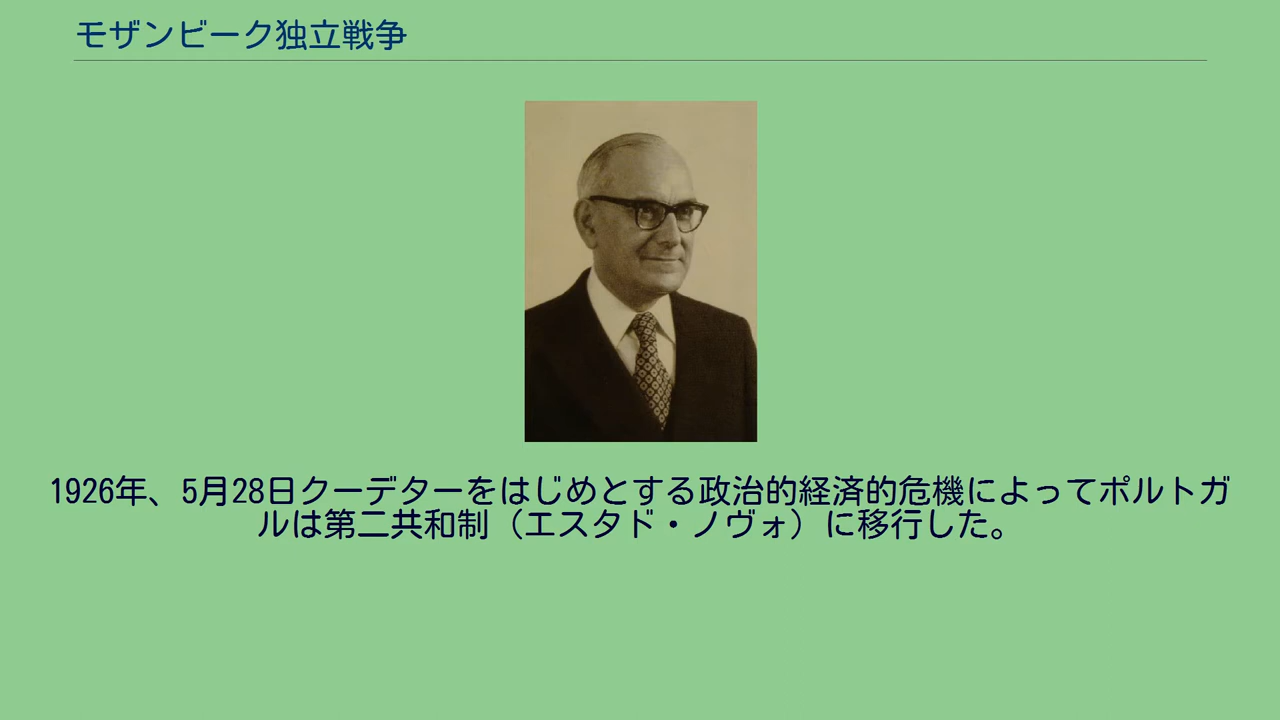 モザンビーク独立戦争
1926年、5月28日クーデターをはじめとする政治的経済的危機によってポルトガ
ルは第二共和制（エスタド・ノヴォ）に移行した。